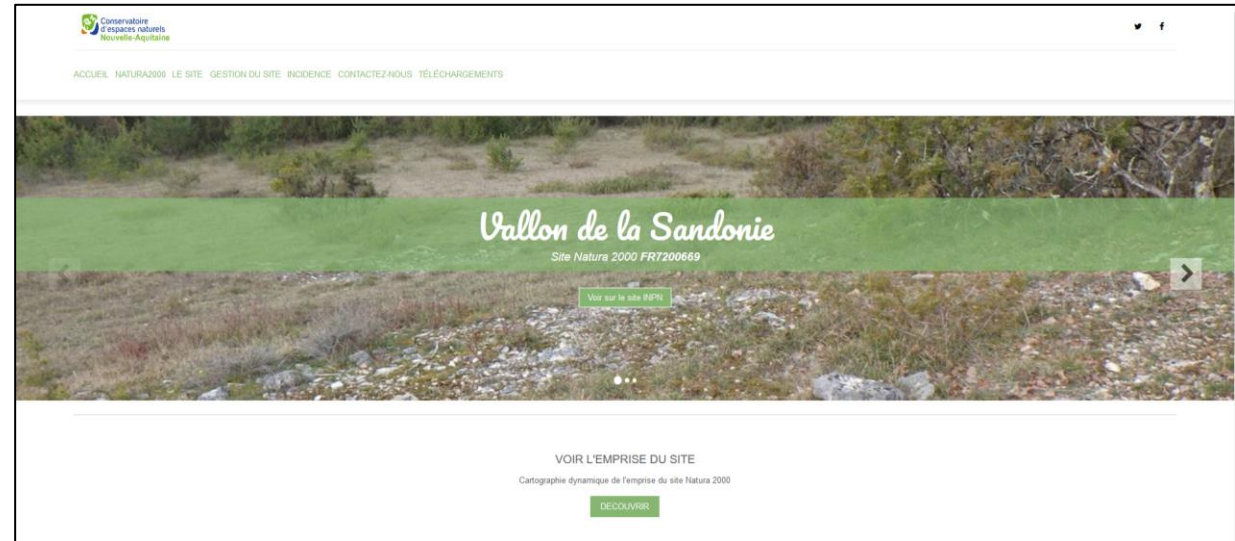 Conservatoire
d'espaces naturels
Nouvelle-Aquitaine
ACCUEIL NATURA2000 LE SITE GESTION DU SITE INCIDENCE CONTACTEZ-NOUS TÉLÉCHARGEMENTS
Vallon de la Sandonie
Site Natura 2000 FR7200669
Voir sur le site INPN
VOIR L'EMPRISE DU SITE
Cartographie dynamique de l'emprise du site Natura 2000
DECOUVRIR